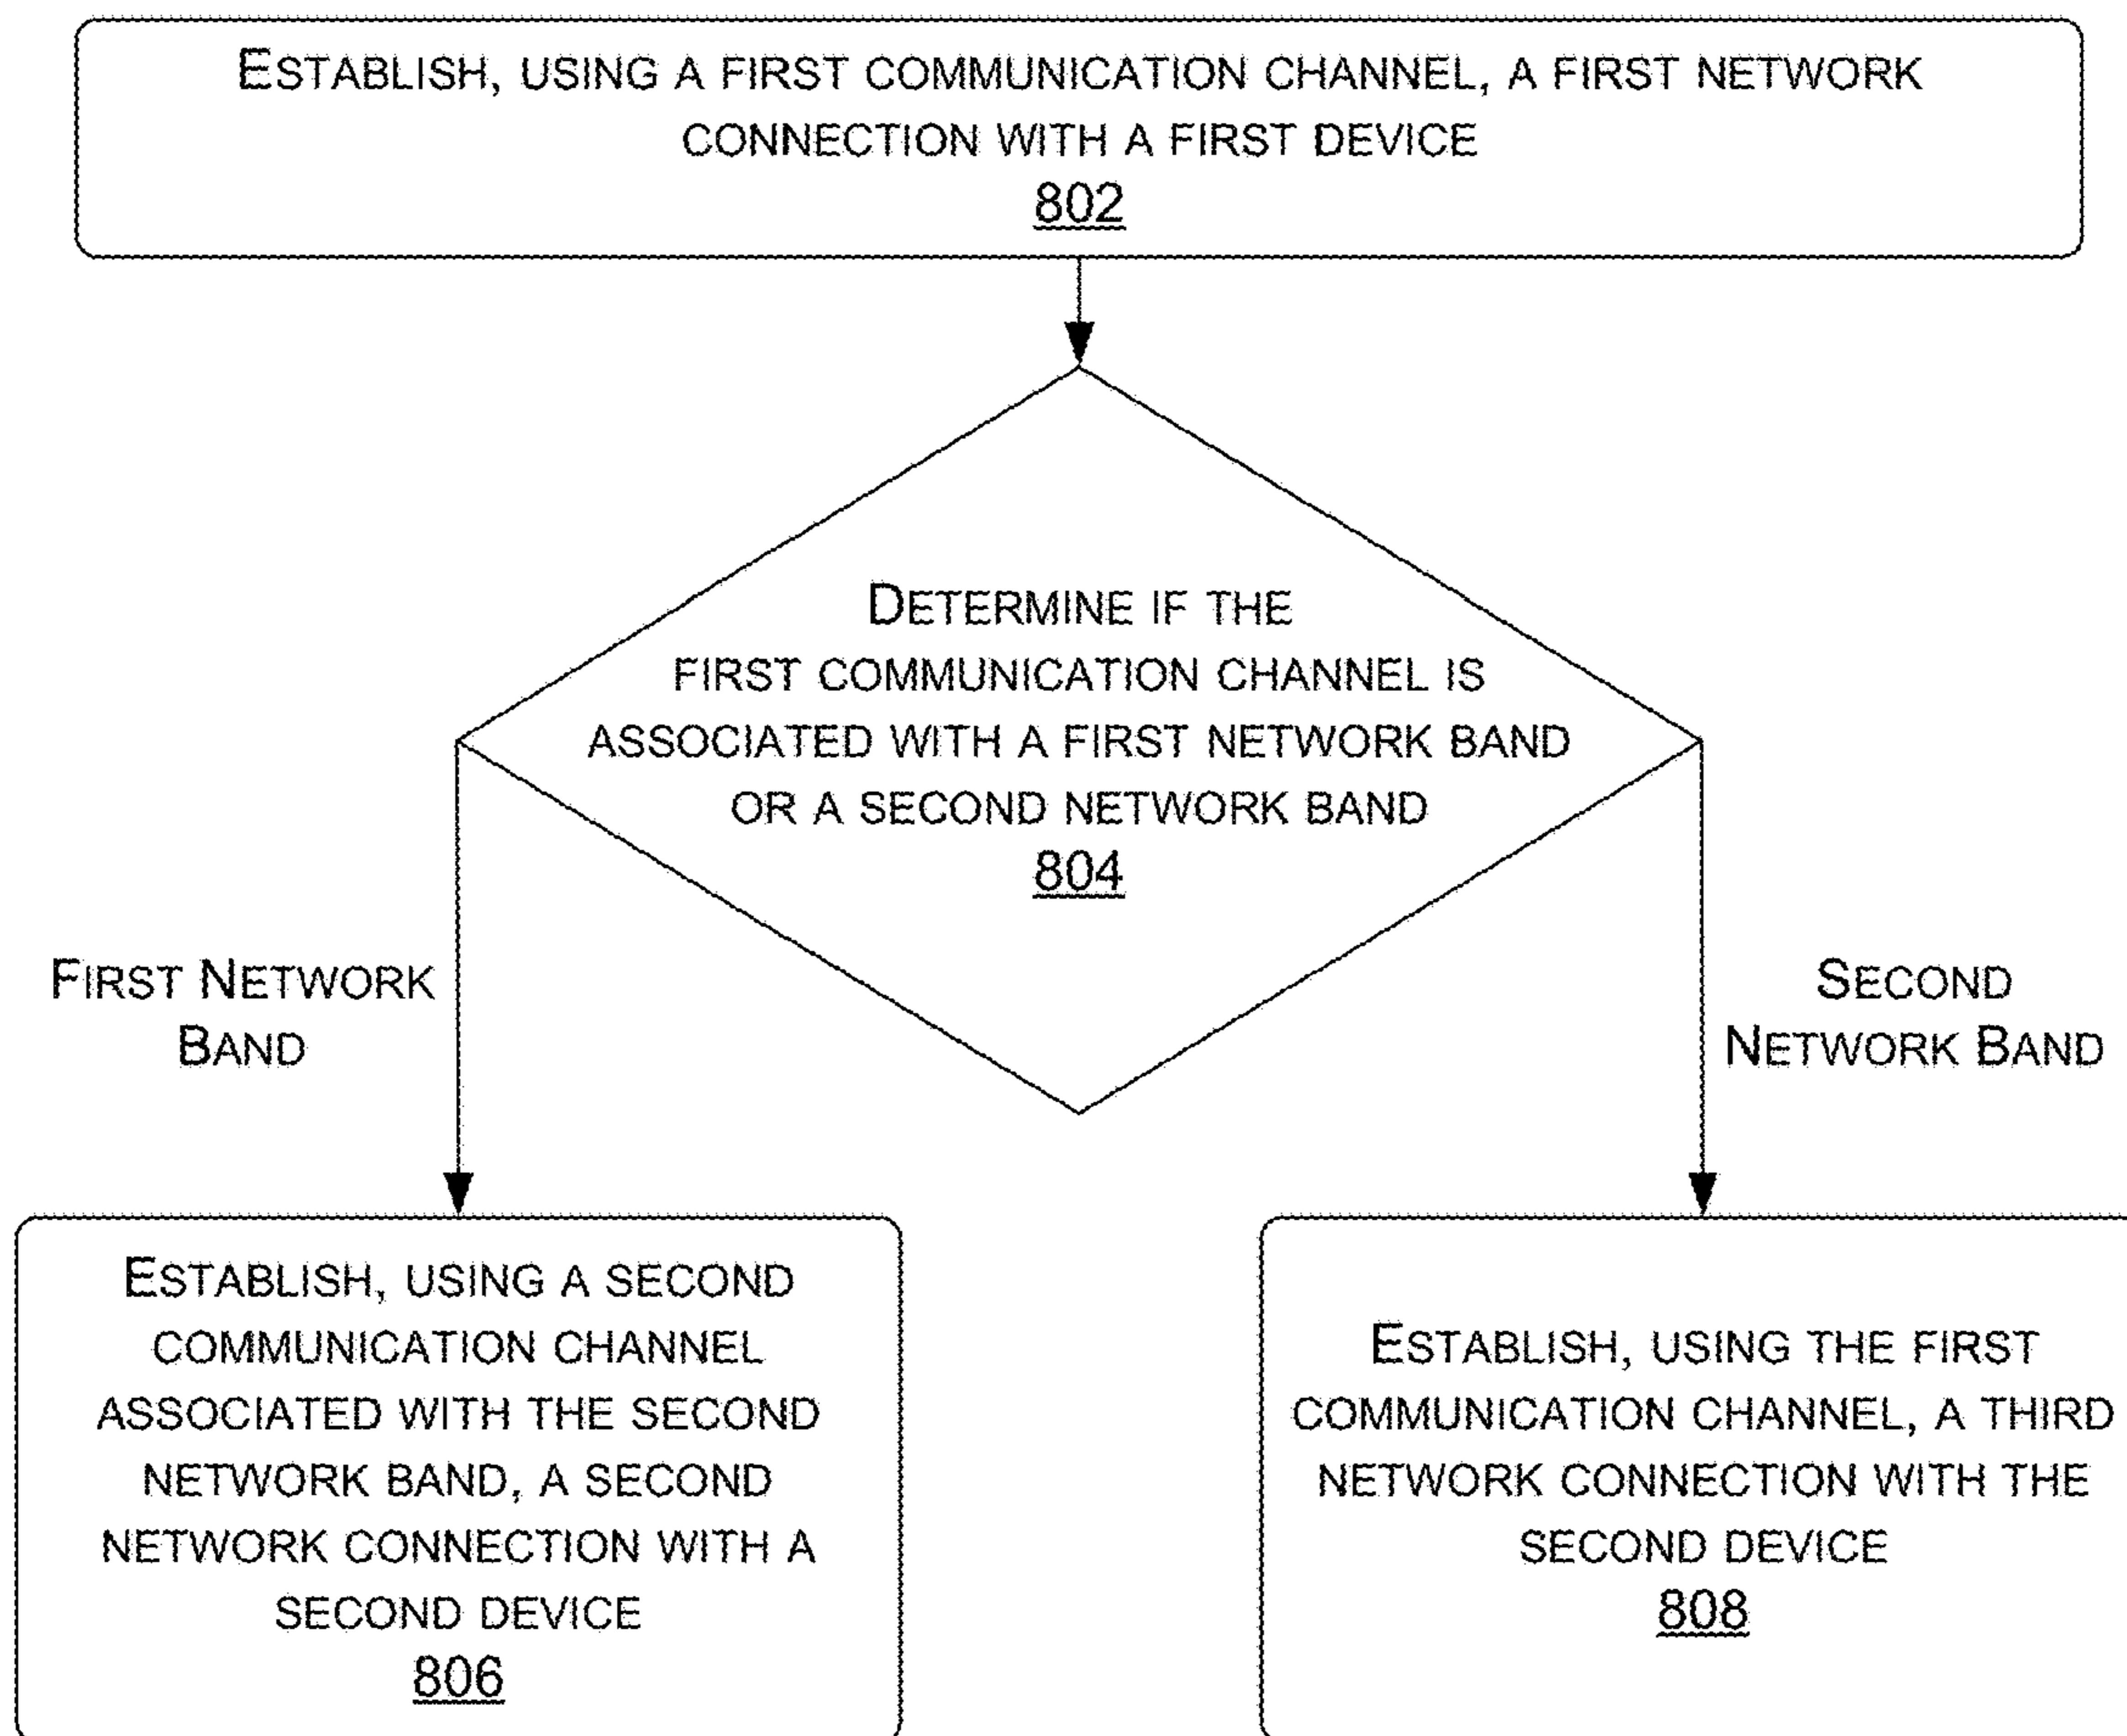 ESTABLISH, USING A FIRST COMMUNICATION CHANNEL, A FIRST NETWORK
CONNECTION WITH A FIRST DEVICE
802
DETERMINE IF THE
FIRST COMMUNICATION CHANNEL IS
ASSOCIATED WITH A FIRST NETWORK BAND
OR A SECOND NETWORK BAND
804
FIRST NETWORK
BAND
SECOND
NETWORK BAND
ESTABLISH, USING A SECOND
COMMUNICATION CHANNEL
ASSOCIATED WITH THE SECOND
NETWORK BAND, A SECOND
NETWORK CONNECTION WITH A
SECOND DEVICE
806
ESTABLISH, USING THE FIRST
COMMUNICATION CHANNEL, A THIRD
NETWORK CONNECTION WITH THE
SECOND DEVICE
808